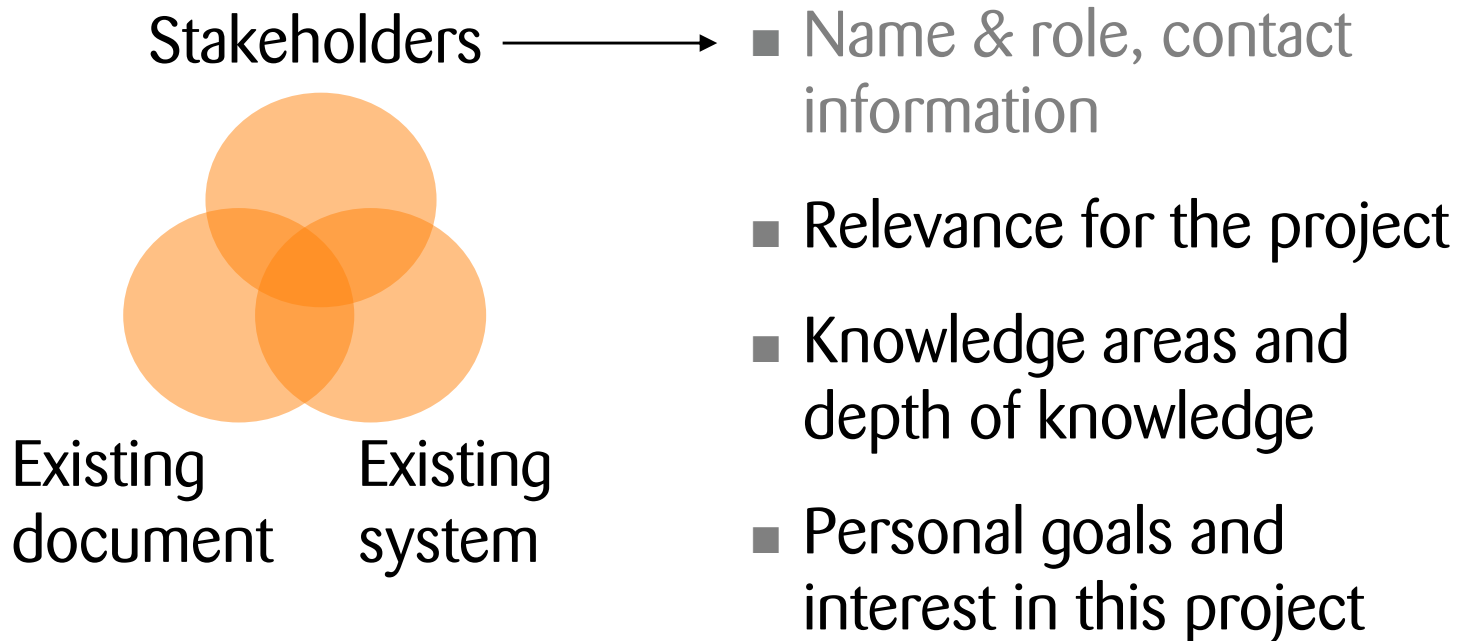 Stakeholders
Existing
document
Existing
system
Name & role, contact
information
Relevance for the project
Knowledge areas and
depth of knowledge
Personal goals and
interest in this project